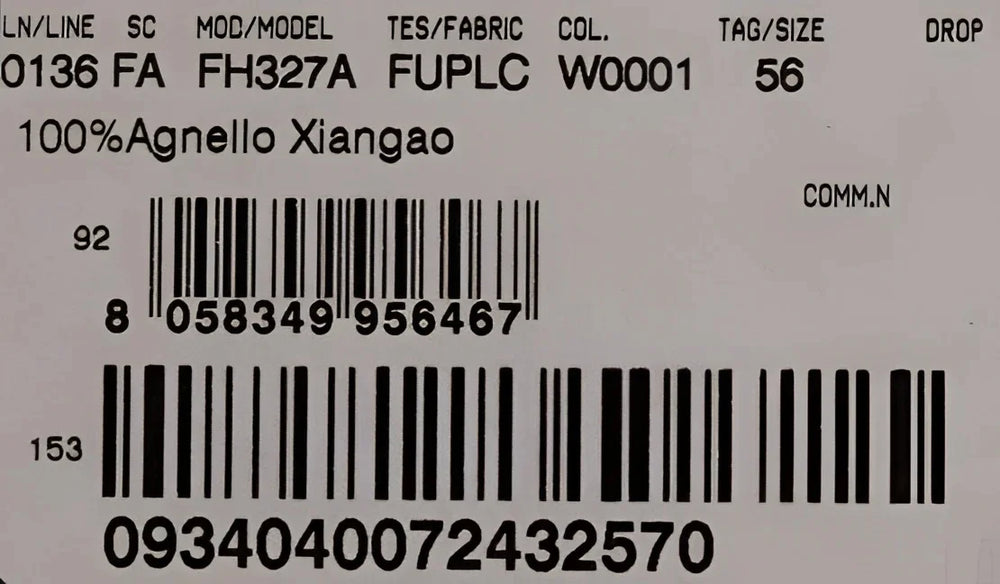 LN/LINE SC MOD/MODEL TES/FABRIC COL. TAG/SIZE DROP
0136 FA FH327A FUPLC W0001 56
100%Agnello Xiangao
COMM.N
92
8 058349 956467
153
0934040072432570